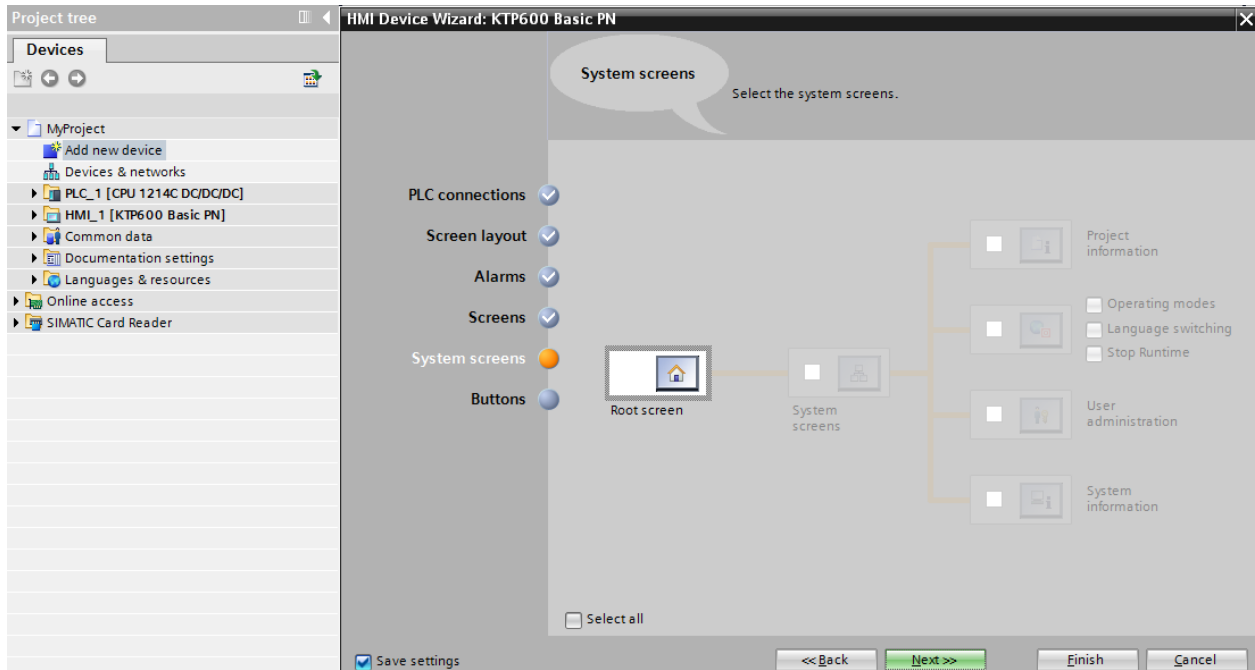 Project tree
Devices
MyProject
Add new device
Devices & networks
PLC_1 [CPU 1214C DC/DC/DC]
HMI_1 [KTP600 Basic PN]
Common data
Documentation settings
Languages & resources
Online access
SIMATIC Card Reader
HMI Device Wizard: KTP600 Basic PN
System screens
Select the system screens.
PLC connections
Screen layout
Alarms
Screens
System screens
Buttons
Root screen
System
screens
Project
information
Operating modes
Language switching
Stop Runtime
User
administration
System
information
Select all
Save settings
<< Back
Next >>
Finish
Cancel